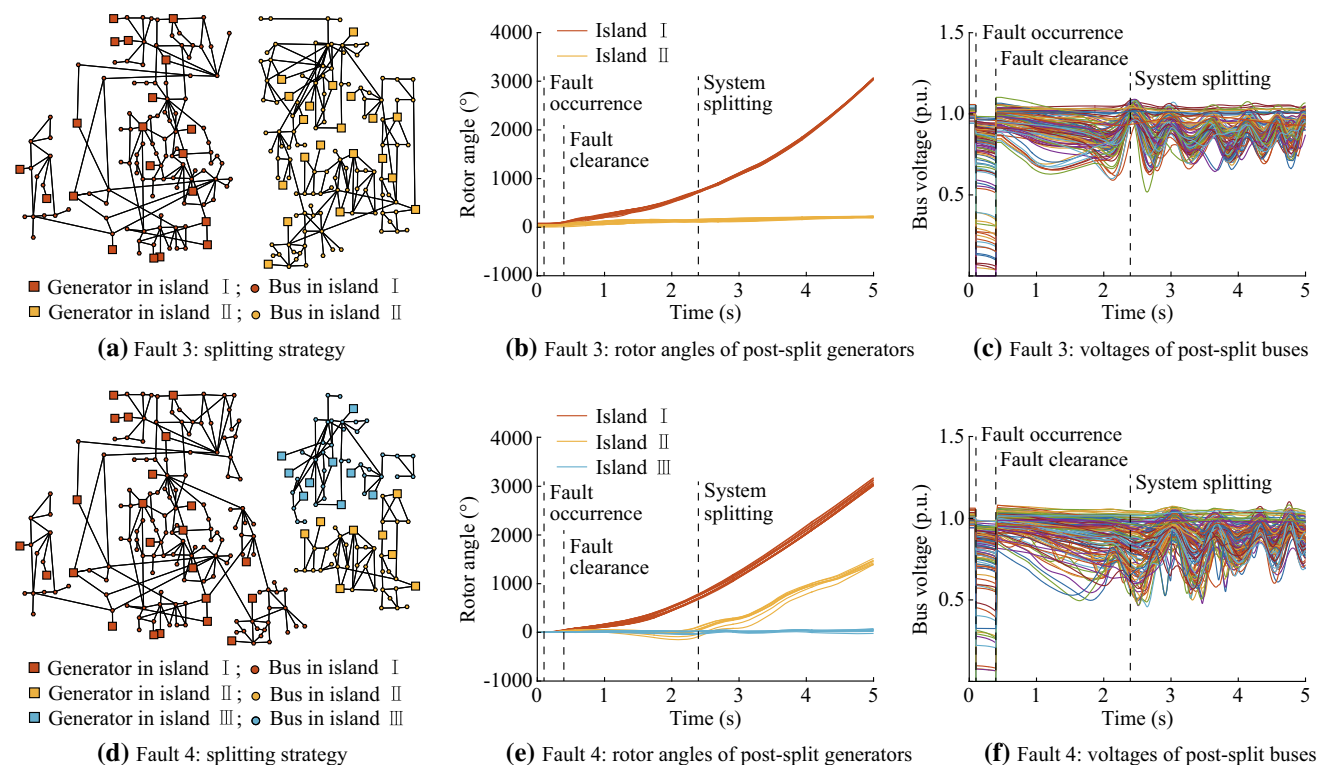 Generator in island Ⅰ; Bus in island Ⅰ
Generator in island Ⅱ; Bus in island Ⅱ
(a) Fault 3: splitting strategy
4000
3000
2000
1000
0
-1000
Rotor angle (°)
Island Ⅰ
Island Ⅱ
Fault
occurrence
Fault
clearance
System
splitting
0 1 2 3 4 5
Time (s)
(b) Fault 3: rotor angles of post-split generators
1.5
1.0
0.5
Bus voltage (p.u.)
Fault occurrence
Fault clearance
System splitting
1 2 3 4 5
Time (s)
(c) Fault 3: voltages of post-split buses
Generator in island Ⅰ; Bus in island Ⅰ
Generator in island Ⅱ; Bus in island Ⅱ
Generator in island Ⅲ; Bus in island Ⅲ
(d) Fault 4: splitting strategy
4000
3000
2000
1000
0
-1000
Rotor angle (°)
Island Ⅰ
Island Ⅱ
Island Ⅲ
Fault
occurrence
Fault
clearance
System
splitting
0 1 2 3 4 5
Time (s)
(e) Fault 4: rotor angles of post-split generators
1.5
1.0
0.5
Bus voltage (p.u.)
Fault occurrence
Fault clearance
System splitting
1 2 3 4 5
Time (s)
(f) Fault 4: voltages of post-split buses